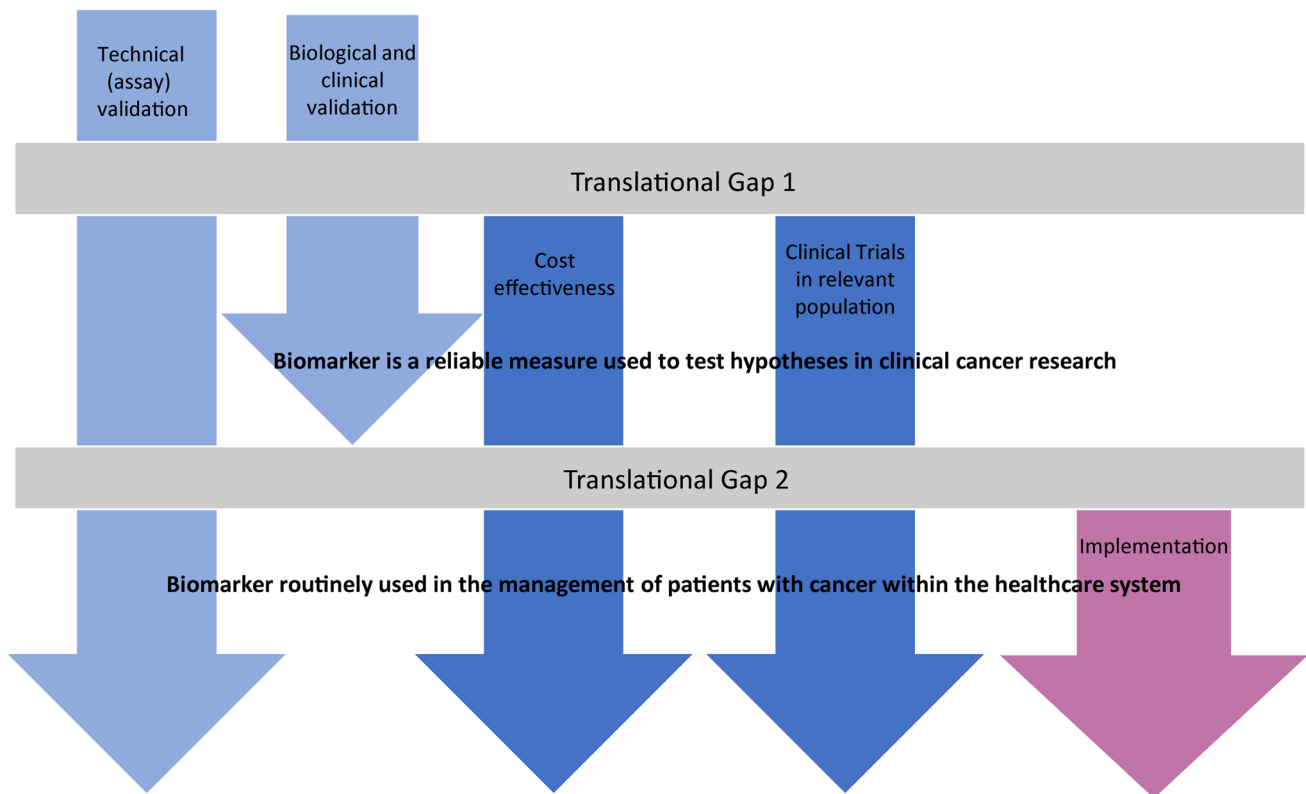 Technical
(assay)
validation
Biological and
clinical
validation
Translational Gap 1
Cost
effectiveness
Clinical Trials
in relevant
population
Biomarker is a reliable measure used to test hypotheses in clinical cancer research
Translational Gap 2
Implementation
Biomarker routinely used in the management of patients with cancer within the healthcare system